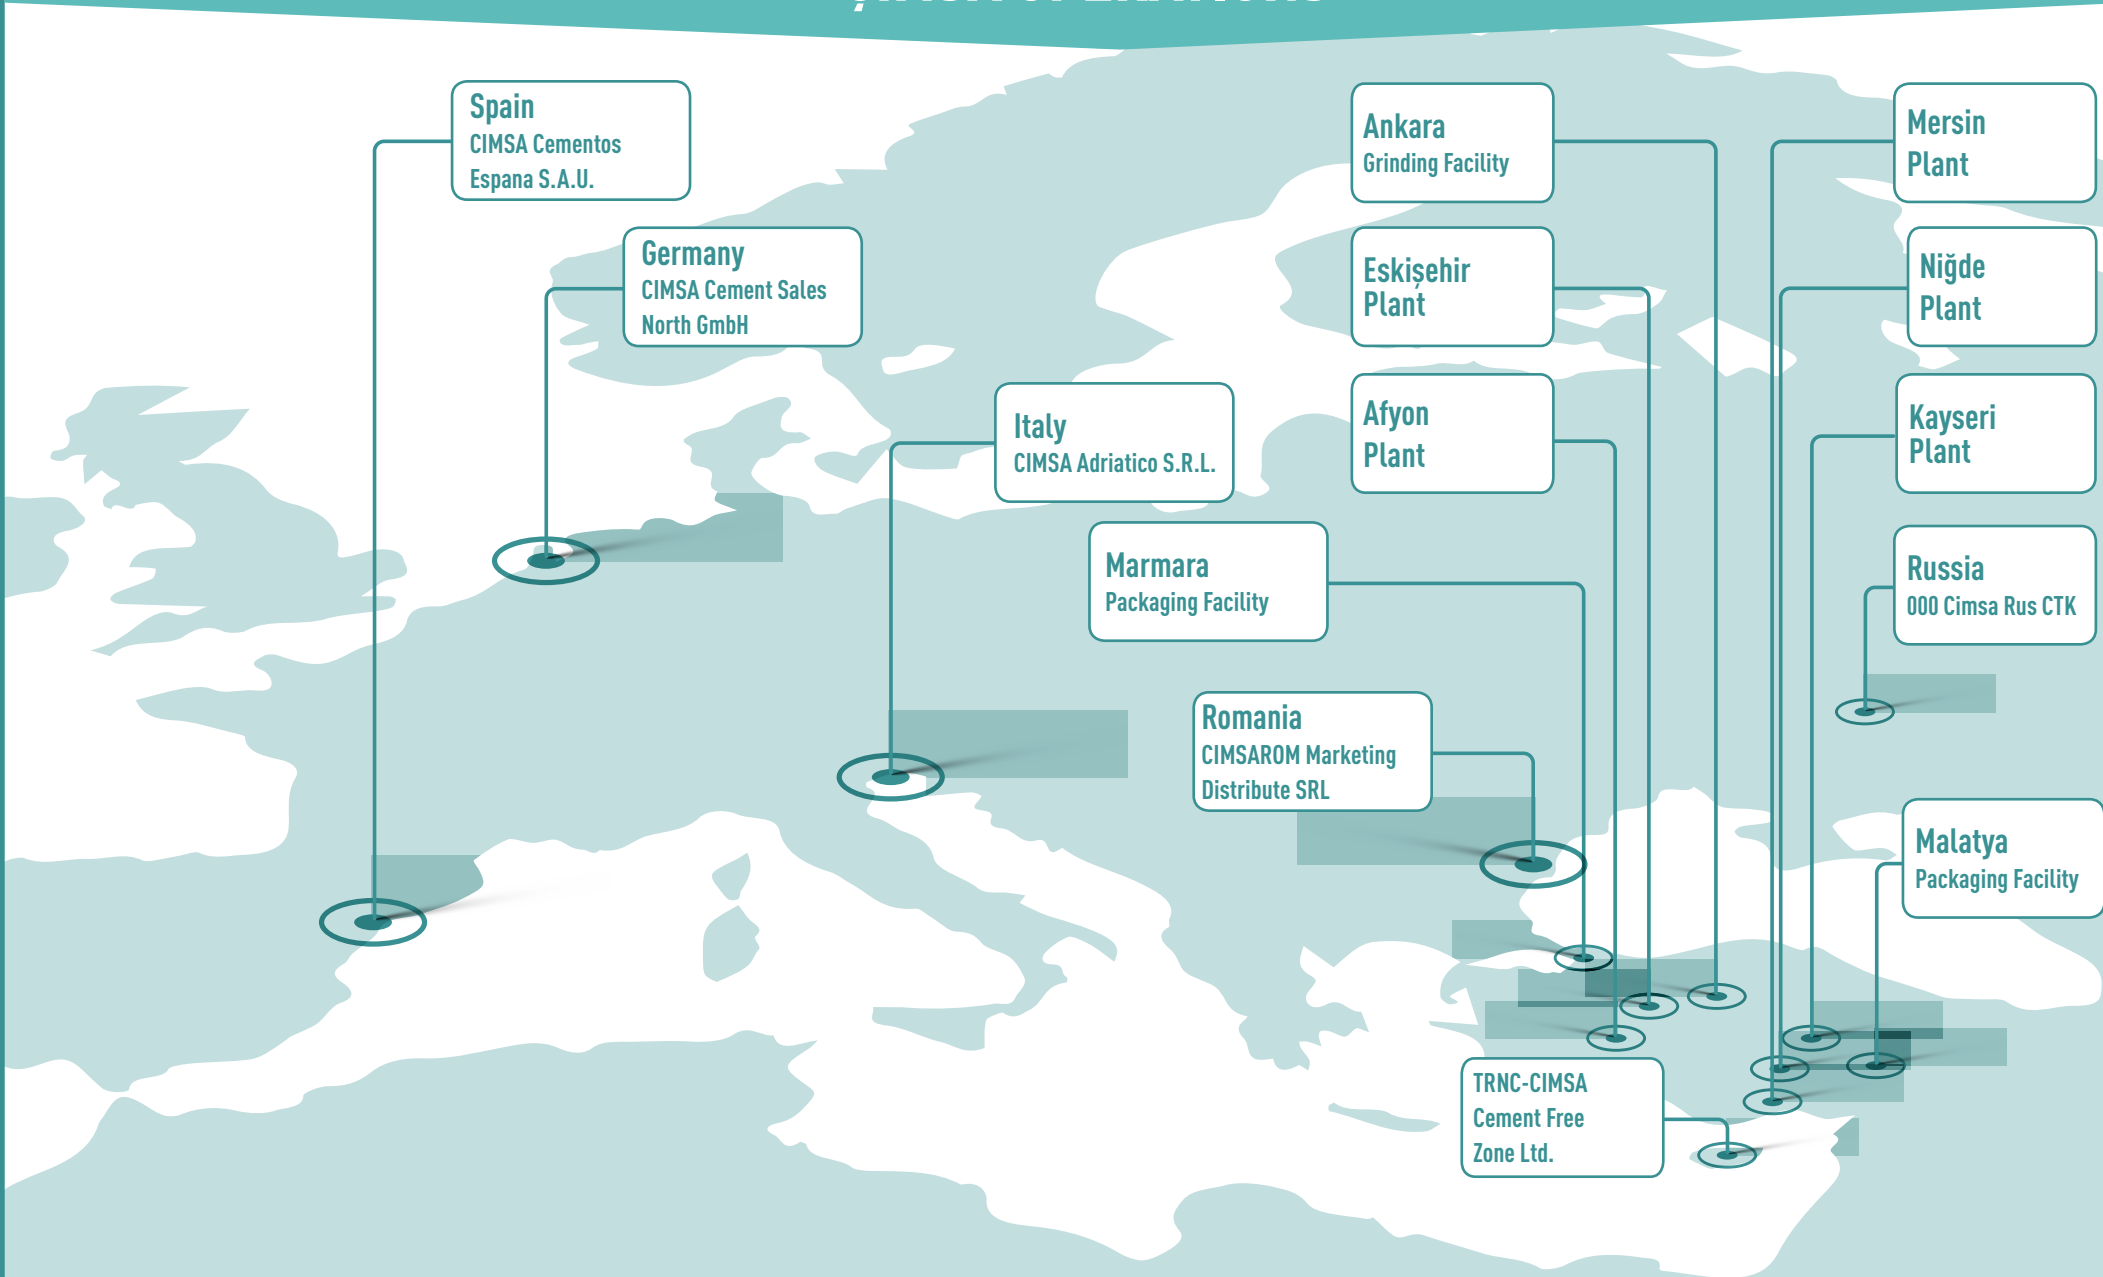 Spain
CIMSA Cementos
Espana S.A.U.
Germany
CIMSA Cement Sales
North GmbH
Italy
CIMSA Adriatico S.R.L.
Marmara
Packaging Facility
Romania
CIMSAROM Marketing
Distribute SRL
Ankara
Grinding Facility
Eskişehir
Plant
Afyon
Plant
TRNC-CIMSA
Cement Free
Zone Ltd.
Mersin
Plant
Niğde
Plant
Kayseri
Plant
Russia
000 Cimsa Rus CTK
Malatya
Packaging Facility